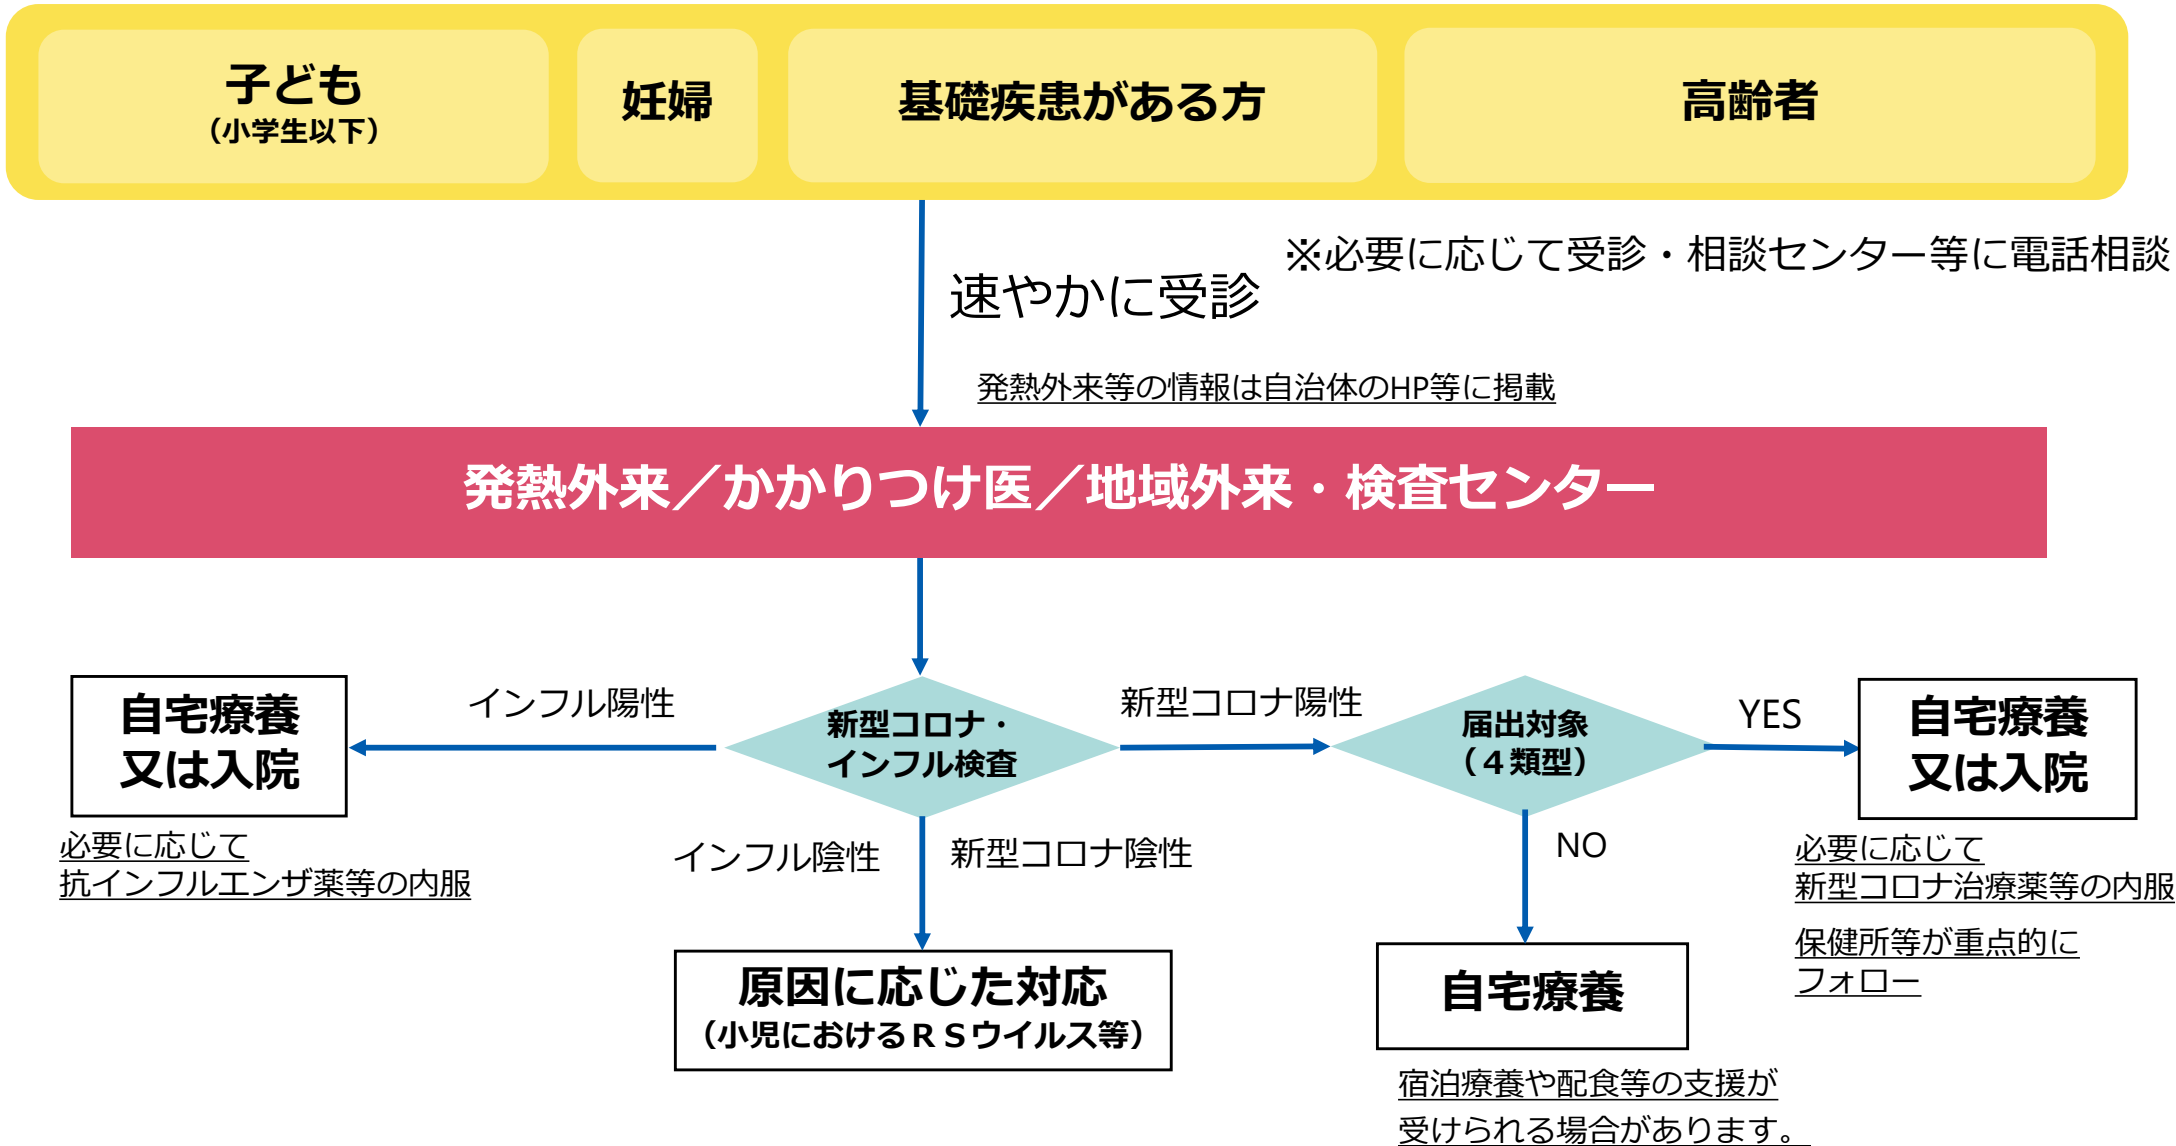 子ども
（小学生以下）
妊婦
基礎疾患がある方
高齢者
※必要に応じて受診・相談センター等に電話相談
速やかに受診
発熱外来等の情報は自治体のHP等に掲載
発熱外来／かかりつけ医／地域外来・検査センター
自宅療養
又は入院
インフル陽性
新型コロナ・
インフル検査
新型コロナ陽性
届出対象
（４類型）
YES
自宅療養
又は入院
必要に応じて
抗インフルエンザ薬等の内服
インフル陰性
新型コロナ陰性
NO
必要に応じて
新型コロナ治療薬等の内服
保健所等が重点的に
フォロー
原因に応じた対応
（小児におけるＲＳウイルス等）
自宅療養
宿泊療養や配食等の支援が
受けられる場合があります。